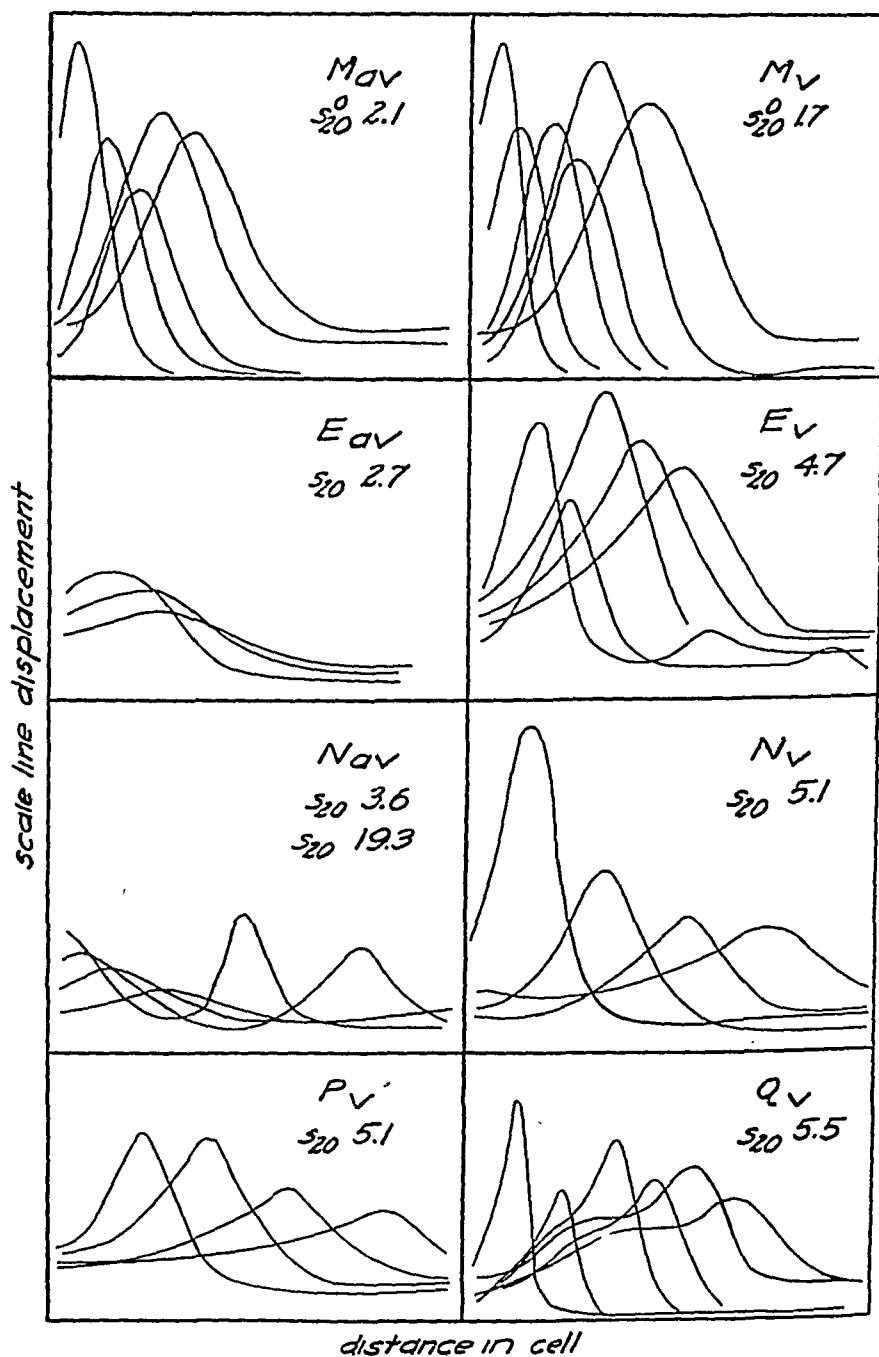 Mav
s⁰20 2.1
Mv
s⁰20 1.7
Eav
s20 2.7
Ev
s20 4.7
Nav
s20 3.6
s20 19.3
Nv
s20 5.1
Pv
s20 5.1
Qv
s20 5.5
scale line displacement
distance in cell